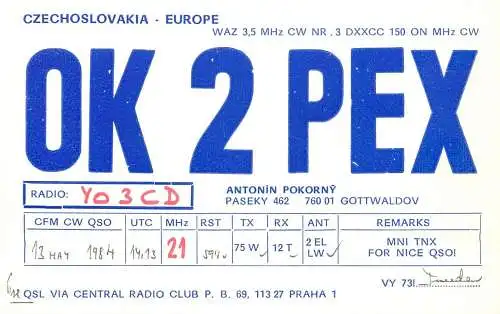 CZECHOSLOVAKIA - EUROPE
WAZ 3,5 MHz CW NR, 3 DXXCC 150 ON MHz CW
OK 2 PEX
RADIO: YO3CD
ANTONÍN POKORNÝ
PASEKY 462 760 01 GOTTWALDOV
CFM CW QSO UTC MHz RST TX RX ANT REMARKS
13 MAY 1984 14,13 21 599 75 W 12 T 2 EL LW MNI TNX FOR NICE QSO!
VY 73!
QSL VIA CENTRAL RADIO CLUB P. B. 69, 113 27 PRAHA 1